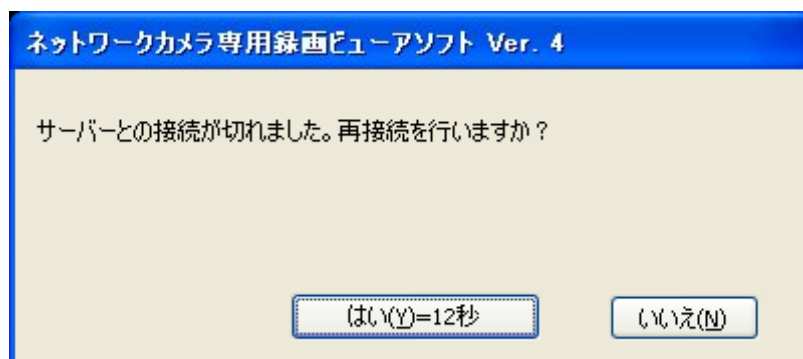 ネットワークカメラ専用録画ビューアソフト Ver. 4
サーバーとの接続が切れました。再接続を行いますか？
はい(Y)=12秒
いいえ(N)